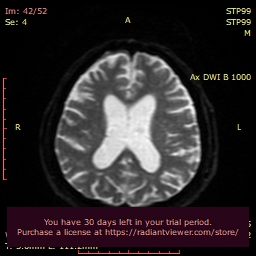 Im: 42/52
Se: 4
STP99
STP99
M
A
Ax DWI B 1000
R
L
You have 30 days left in your trial period.
Purchase a license at https://radiantviewer.com/store/